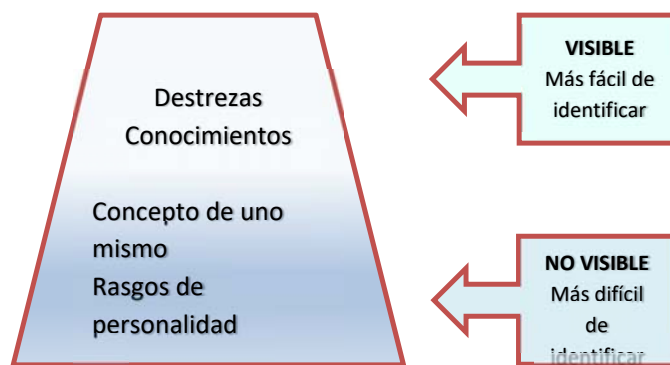 Destrezas
Conocimientos
Concepto de uno
mismo
Rasgos de
personalidad
VISIBLE
Más fácil de
identificar
NO VISIBLE
Más difícil
de
identificar